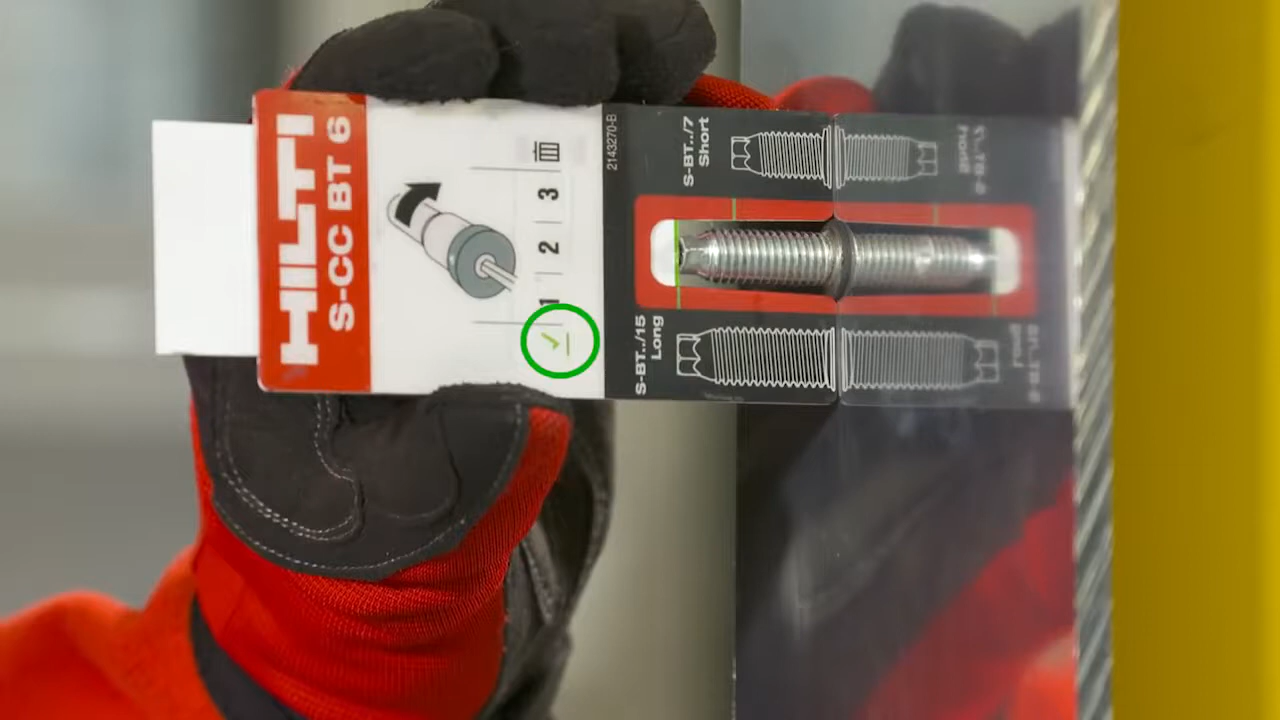 HILTI
S-CC BT 6
3
2
1
2143270-B
S-BT../7
Short
S-BT../15
Long